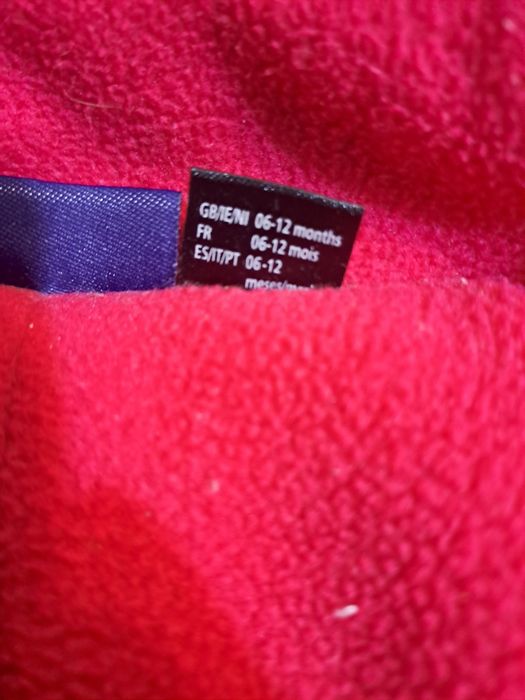 GB/IE/NI 06-12 months
FR 06-12 mois
ES/IT/PT 06-12